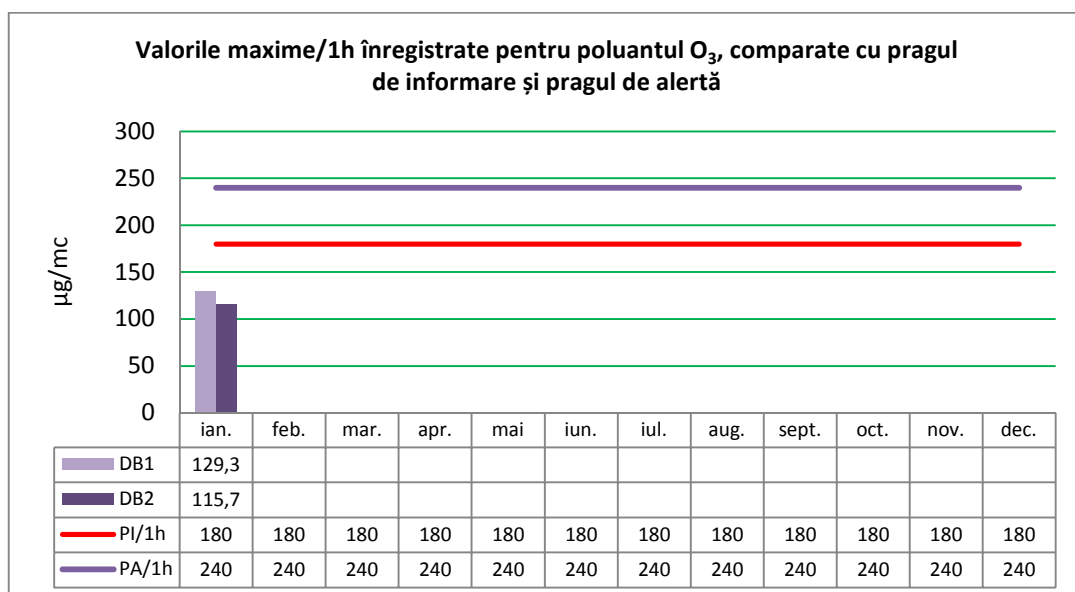 Valorile maxime/1h înregistrate pentru poluantul O₃, comparate cu pragul
de informare și pragul de alertă
300
250
200
150
100
50
0
µg/mc
ian. feb. mar. apr. mai iun. iul. aug. sept. oct. nov. dec.
DB1 129,3
DB2 115,7
PI/1h 180 180 180 180 180 180 180 180 180 180 180 180
PA/1h 240 240 240 240 240 240 240 240 240 240 240 240